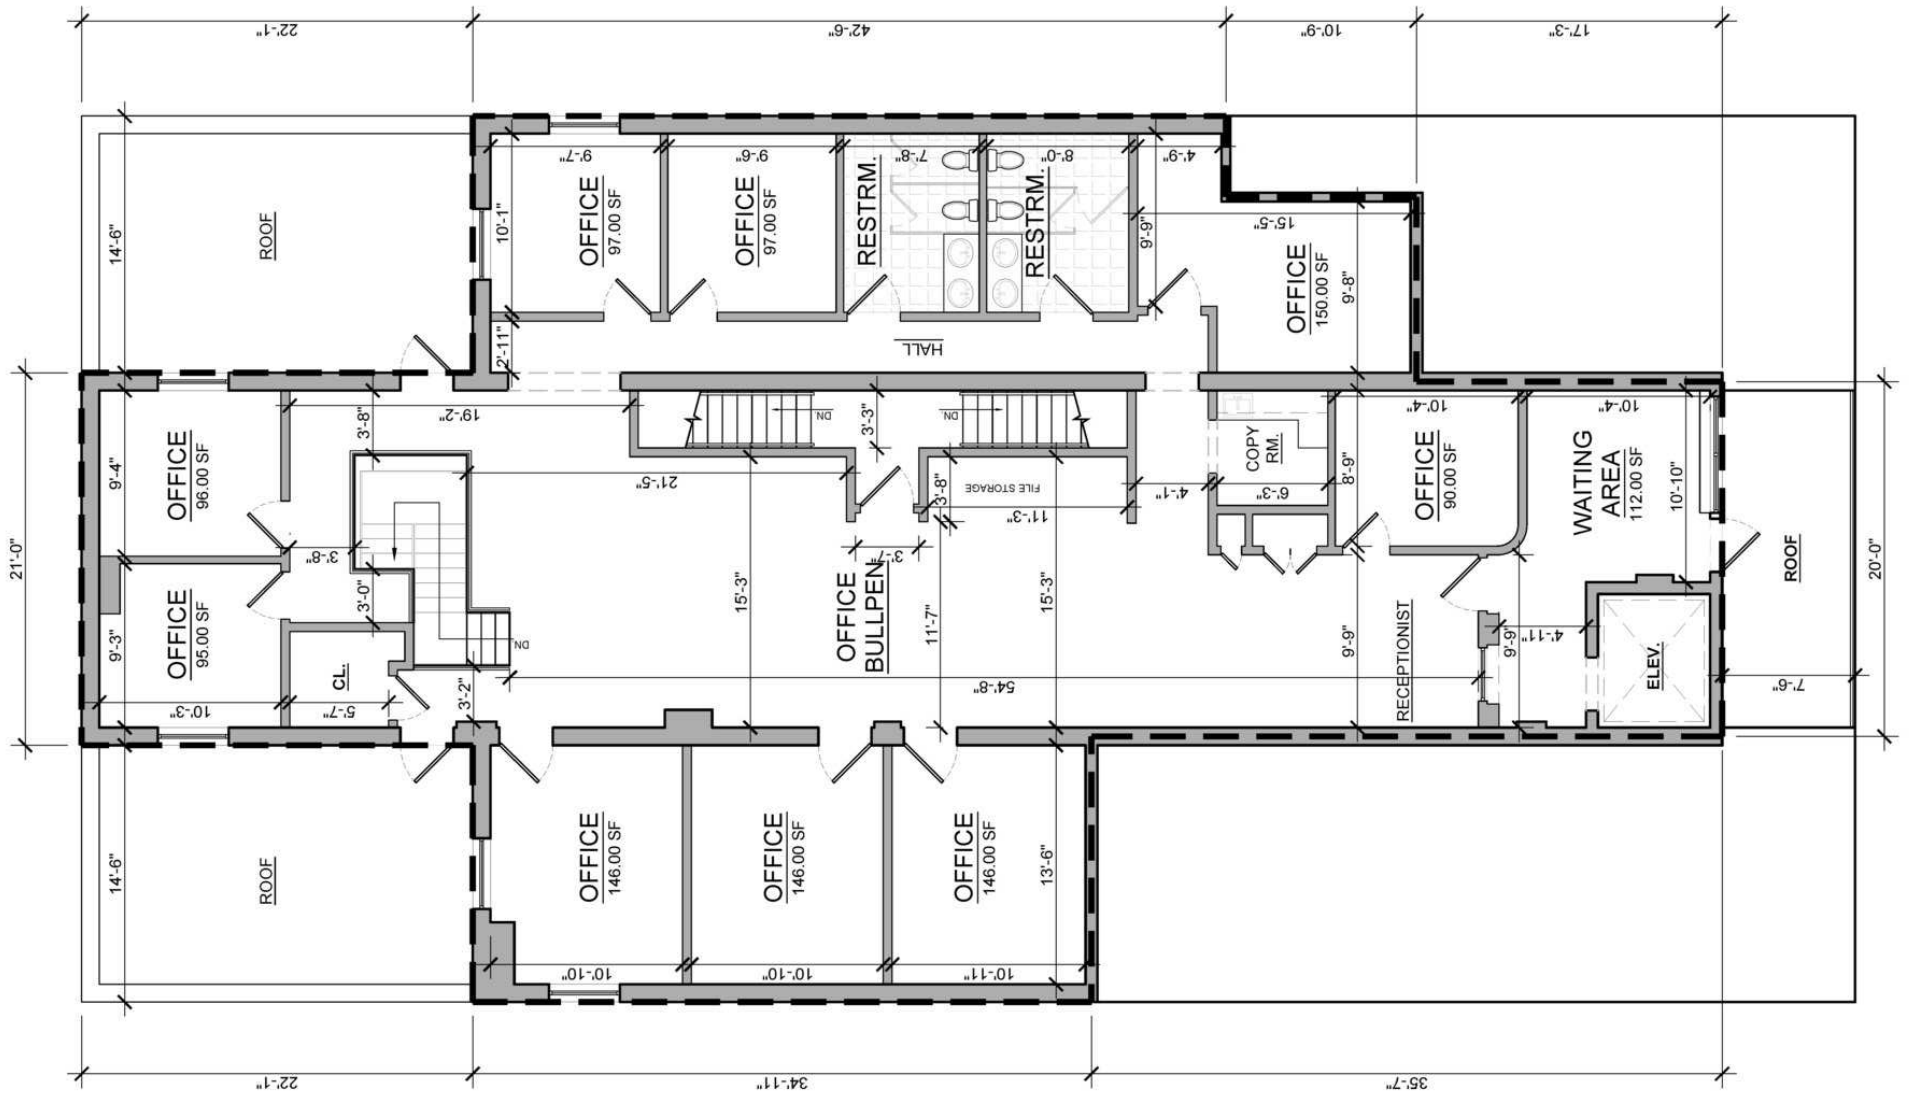 22'-1"
42'-6"
10'-9"
17'-3"
14'-6"
ROOF
9'-7"
9'-6"
7'-8"
8'-0"
4'-9"
10'-1"
OFFICE
97.00 SF
OFFICE
97.00 SF
RESTRM.
RESTRM.
9'-9"
15'-5"
OFFICE
150.00 SF
9'-8"
2'-11"
HALL
21'-0"
9'-4"
OFFICE
96.00 SF
19'-2"
3'-8"
DN
3'-3"
DN
COPY
RM.
10'-4"
8'-9"
OFFICE
90.00 SF
10'-4"
WAITING
AREA
112.00 SF
10'-10"
21'-5"
3'-8"
FILE STORAGE
11'-3"
4'-1"
6'-3"
3'-8"
3'-7"
ROOF
20'-0"
9'-3"
OFFICE
95.00 SF
3'-0"
15'-3"
OFFICE
BULLPEN
11'-7"
15'-3"
9'-9"
RECEPTIONIST
9'-9"
4'-11"
ELEV.
CL.
DN
10'-3"
5'-7"
3'-2"
54'-8"
7'-6"
14'-6"
ROOF
OFFICE
146.00 SF
OFFICE
146.00 SF
OFFICE
146.00 SF
13'-6"
10'-10"
10'-10"
10'-11"
22'-1"
34'-11"
35'-7"